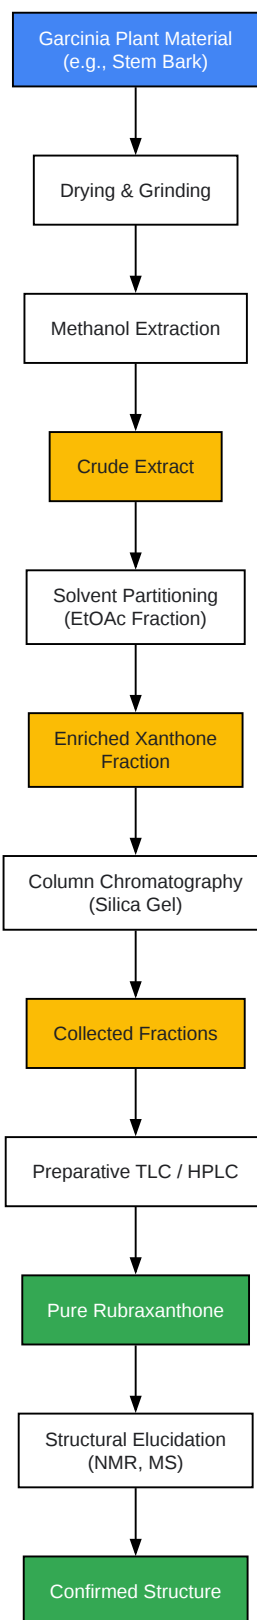 Garcinia Plant Material
(e.g., Stem Bark)
Drying & Grinding
Methanol Extraction
Crude Extract
Solvent Partitioning
(EtOAc Fraction)
Enriched Xanthone
Fraction
Column Chromatography
(Silica Gel)
Collected Fractions
Preparative TLC / HPLC
Pure Rubraxanthone
Structural Elucidation
(NMR, MS)
Confirmed Structure